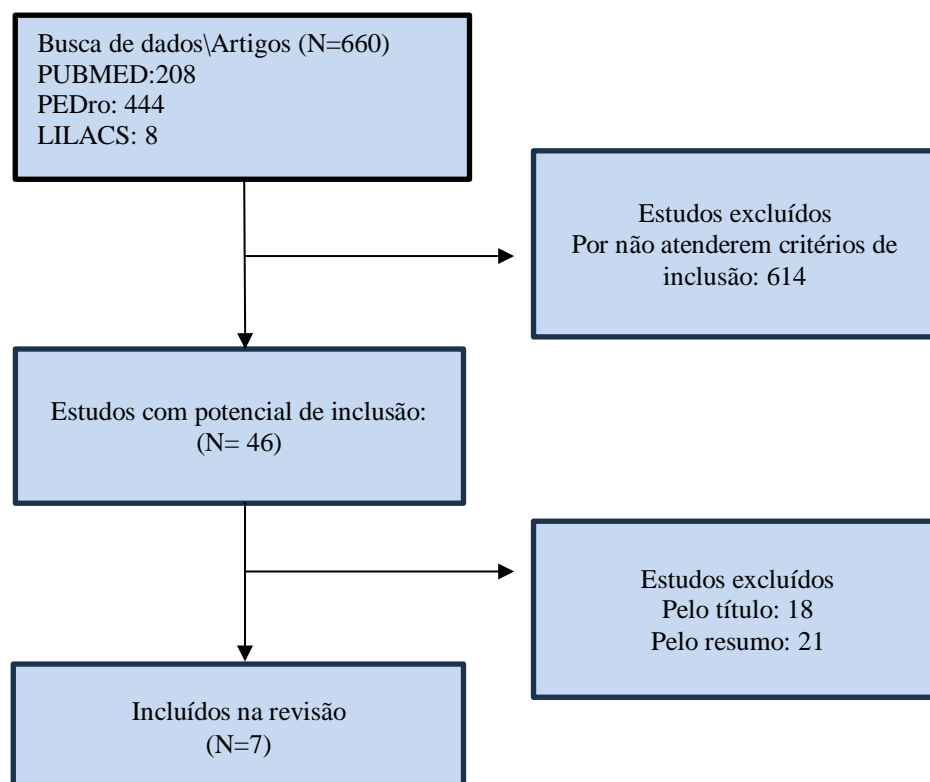 Busca de dados\Artigos (N=660)
PUBMED:208
PEDro: 444
LILACS: 8
Estudos excluídos
Por não atenderem critérios de
inclusão: 614
Estudos com potencial de inclusão:
(N= 46)
Estudos excluídos
Pelo título: 18
Pelo resumo: 21
Incluídos na revisão
(N=7)